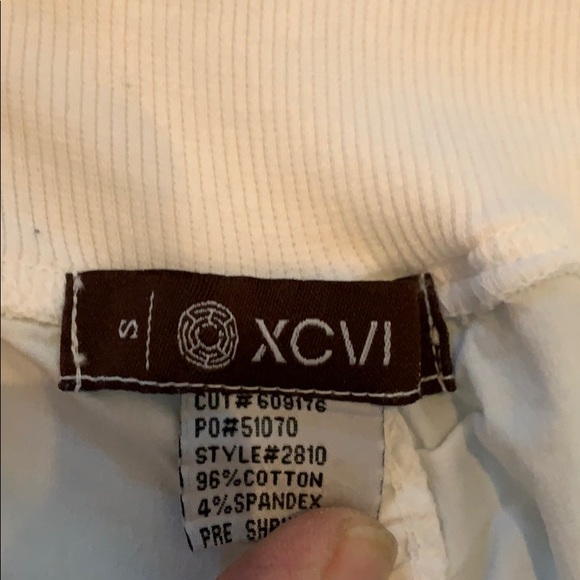 S
XCVI
CUT# 609176
PO#51070
STYLE#2810
96%COTTON
4%SPANDEX
PRE